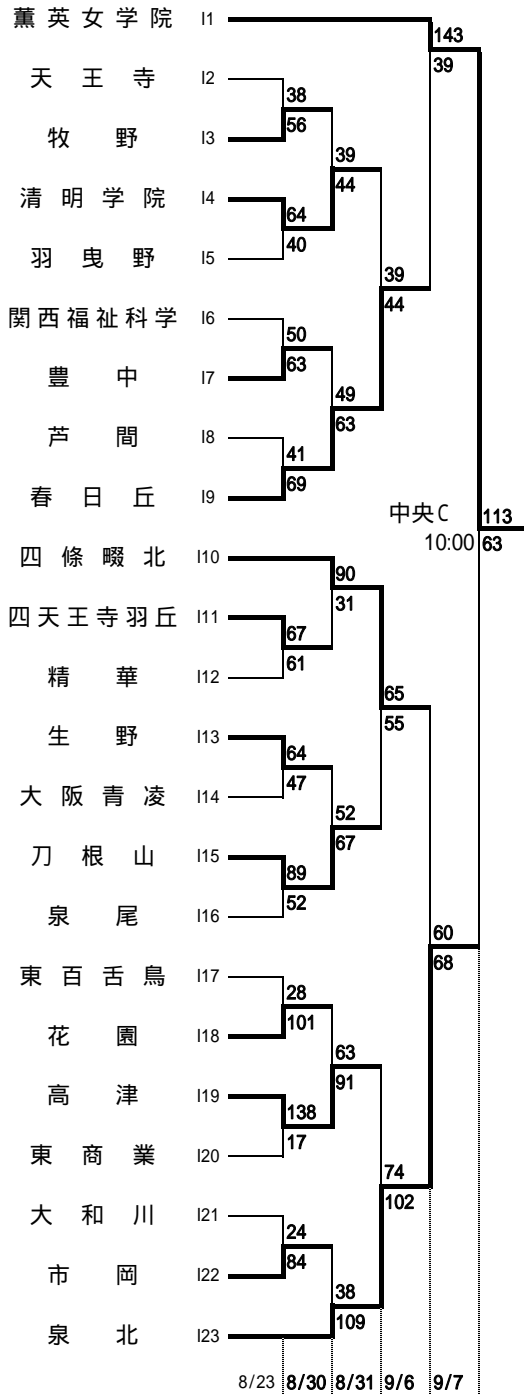 薫英女学院 I1
143
39
天王寺 I2
38
56
牧野 I3
39
44
清明学院 I4
64
40
羽曳野 I5
39
44
関西福祉科学 I6
50
63
豊中 I7
49
63
芦間 I8
41
69
春日丘 I9
中央C 113
10:00 63
四條畷北 I10
90
31
四天王寺羽丘 I11
67
61
精華 I12
65
55
生野 I13
64
47
大阪青凌 I14
52
67
刀根山 I15
89
52
泉尾 I16
60
68
東百舌鳥 I17
28
101
花園 I18
63
91
高津 I19
138
17
東商業 I20
74
102
大和川 I21
24
84
市岡 I22
38
109
泉北 I23
8/23 8/30 8/31 9/6 9/7